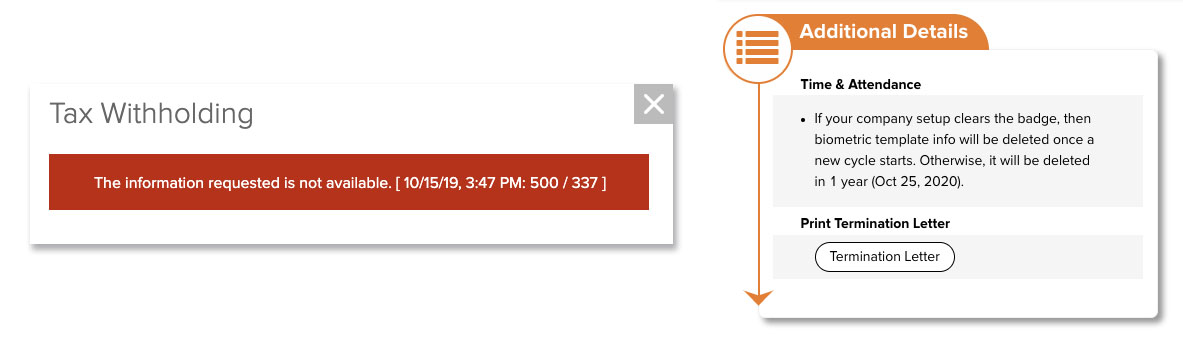 Tax Withholding
The information requested is not available. [ 10/15/19, 3:47 PM: 500 / 337 ]
Additional Details
Time & Attendance
• If your company setup clears the badge, then
biometric template info will be deleted once a
new cycle starts. Otherwise, it will be deleted
in 1 year (Oct 25, 2020).
Print Termination Letter
Termination Letter